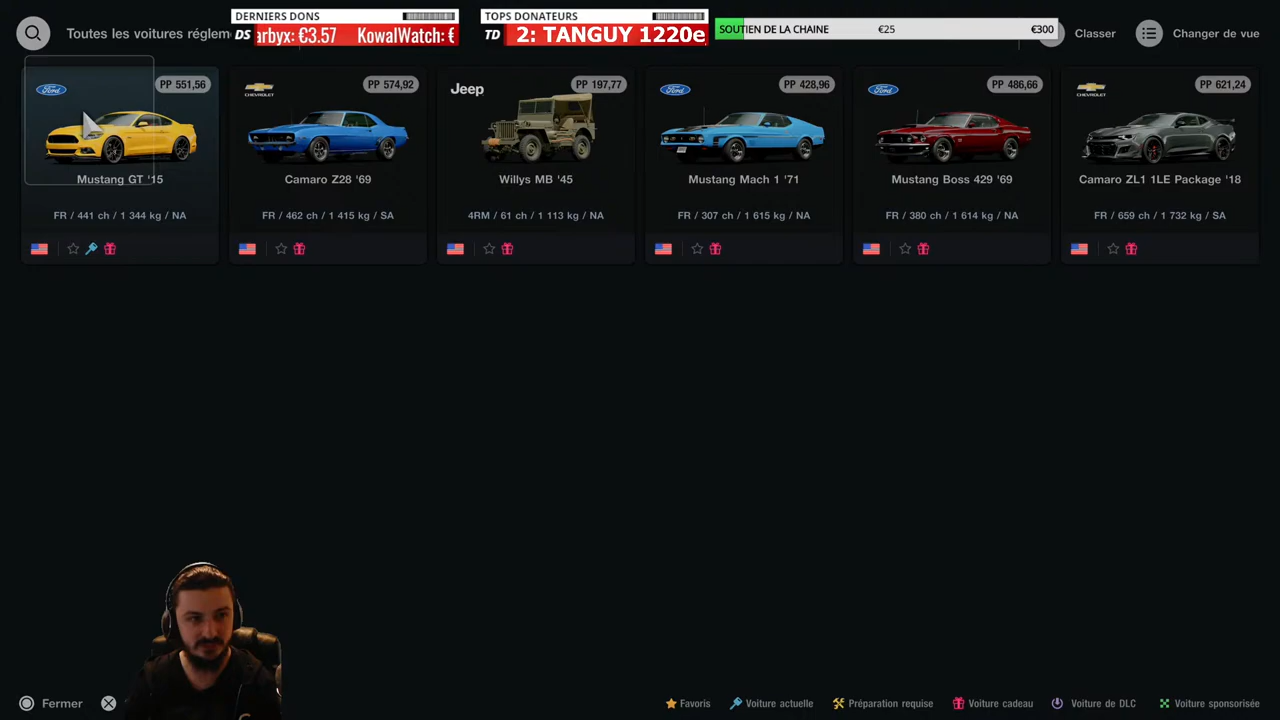 DERNIERS DONS
DS arbyx: €3.57 KowalWatch: €
TOPS DONATEURS
TD 2: TANGUY 1220e
SOUTIEN DE LA CHAINE €25 €300
Toutes les voitures réglem
Classer
Changer de vue
Ford PP 551,56
Mustang GT '15
FR / 441 ch / 1 344 kg / NA
CHEVROLET PP 574,92
Camaro Z28 '69
FR / 462 ch / 1 415 kg / SA
Jeep PP 197,77
Willys MB '45
4RM / 61 ch / 1 113 kg / NA
Ford PP 428,96
Mustang Mach 1 '71
FR / 307 ch / 1 615 kg / NA
Ford PP 486,66
Mustang Boss 429 '69
FR / 380 ch / 1 614 kg / NA
CHEVROLET PP 621,24
Camaro ZL1 1LE Package '18
FR / 659 ch / 1 732 kg / SA
Fermer
Favoris
Voiture actuelle
Préparation requise
Voiture cadeau
Voiture de DLC
Voiture sponsorisée